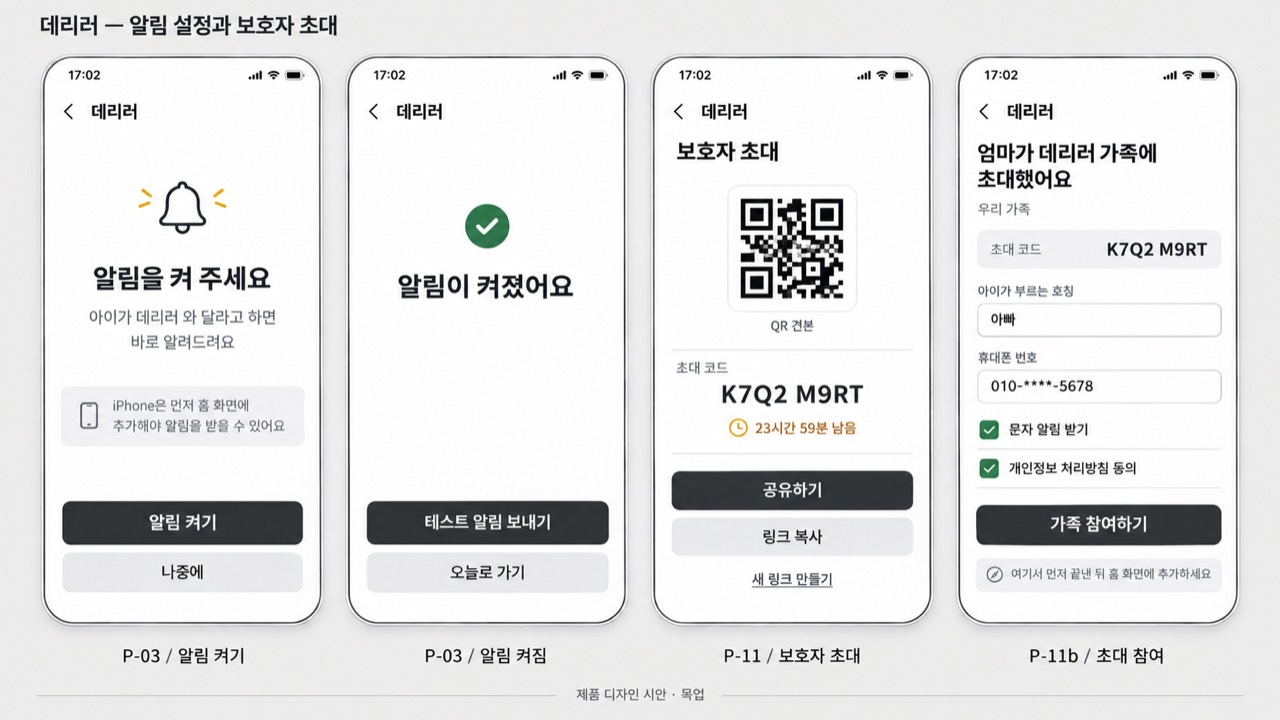 데리러 — 알림 설정과 보호자 초대
17:02
데리러
알림을 켜 주세요
아이가 데리러 와 달라고 하면
바로 알려드려요
iPhone은 먼저 홈 화면에
추가해야 알림을 받을 수 있어요
알림 켜기
나중에
P-03 / 알림 켜기
17:02
데리러
알림이 켜졌어요
테스트 알림 보내기
오늘로 가기
P-03 / 알림 켜짐
17:02
데리러
보호자 초대
QR 견본
초대 코드
K7Q2 M9RT
23시간 59분 남음
공유하기
링크 복사
새 링크 만들기
P-11 / 보호자 초대
17:02
데리러
엄마가 데리러 가족에
초대했어요
우리 가족
초대 코드 K7Q2 M9RT
아이가 부르는 호칭
아빠
휴대폰 번호
010-****-5678
문자 알림 받기
개인정보 처리방침 동의
가족 참여하기
여기서 먼저 끝낸 뒤 홈 화면에 추가하세요
P-11b / 초대 참여
제품 디자인 시안 · 목업